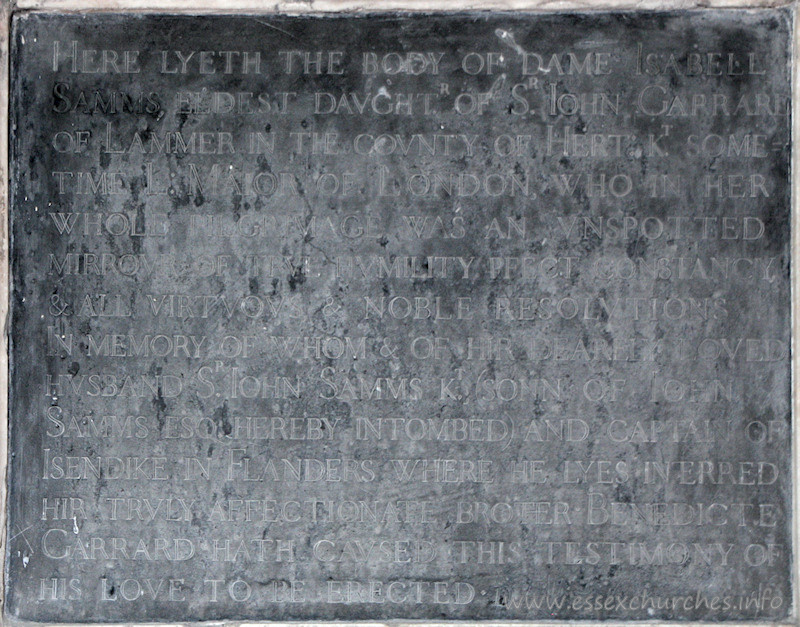 HERE LYETH THE BODY OF DAME ISABELL
SAMMS ELDEST DAVGHT.R OF S.R IOHN GARRARD
OF LAMMER IN THE COVNTY OF HERT: K.T SOME-
TIME L. MAIOR OF LONDON, WHO IN HER
WHOLE PILGRIMAGE WAS AN VNSPOTTED
MIRROVR OF TRVE HVMILITY, PFECT CONSTANCY,
& ALL VIRTVOVS & NOBLE RESOLVTIONS
IN MEMORY OF WHOM & OF HIR DEARELY LOVED
HVSBAND S.R IOHN SAMMS K.T (SONN OF IOHN
SAMMS ESQ. HEREBY INTOMBED) AND CAPTAI OF
ISENDIKE IN FLANDERS WHERE HE LYES INTERRED
HIR TRVLY AFFECTIONATE BROTHER BENEDICTE
GARRARD HATH CAVSED THIS TESTIMONY OF
HIS LOVE TO BE ERECTED.
www.essexchurches.info